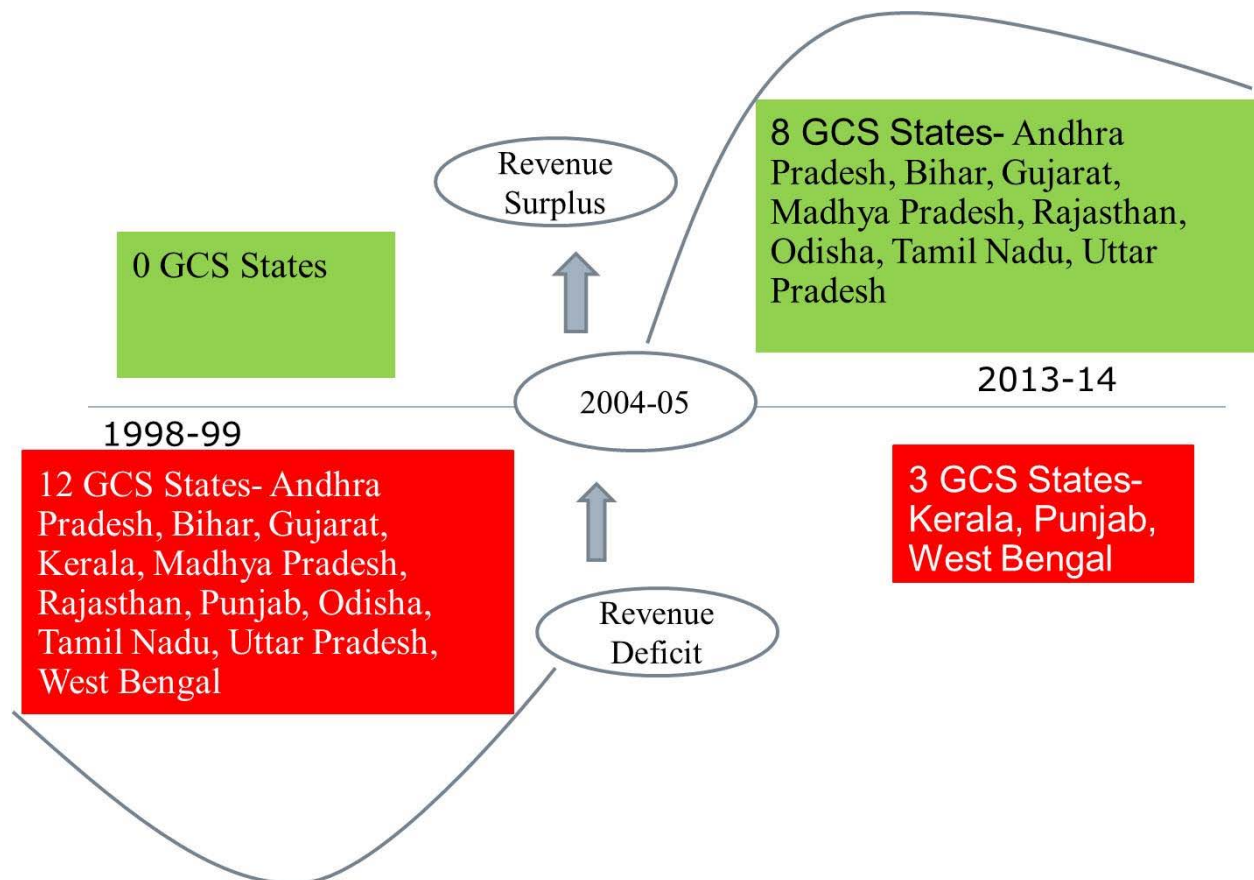 Revenue
Surplus
8 GCS States- Andhra
Pradesh, Bihar, Gujarat,
Madhya Pradesh, Rajasthan,
Odisha, Tamil Nadu, Uttar
Pradesh
0 GCS States
2004-05
2013-14
1998-99
12 GCS States- Andhra
Pradesh, Bihar, Gujarat,
Kerala, Madhya Pradesh,
Rajasthan, Punjab, Odisha,
Tamil Nadu, Uttar Pradesh,
West Bengal
3 GCS States-
Kerala, Punjab,
West Bengal
Revenue
Deficit